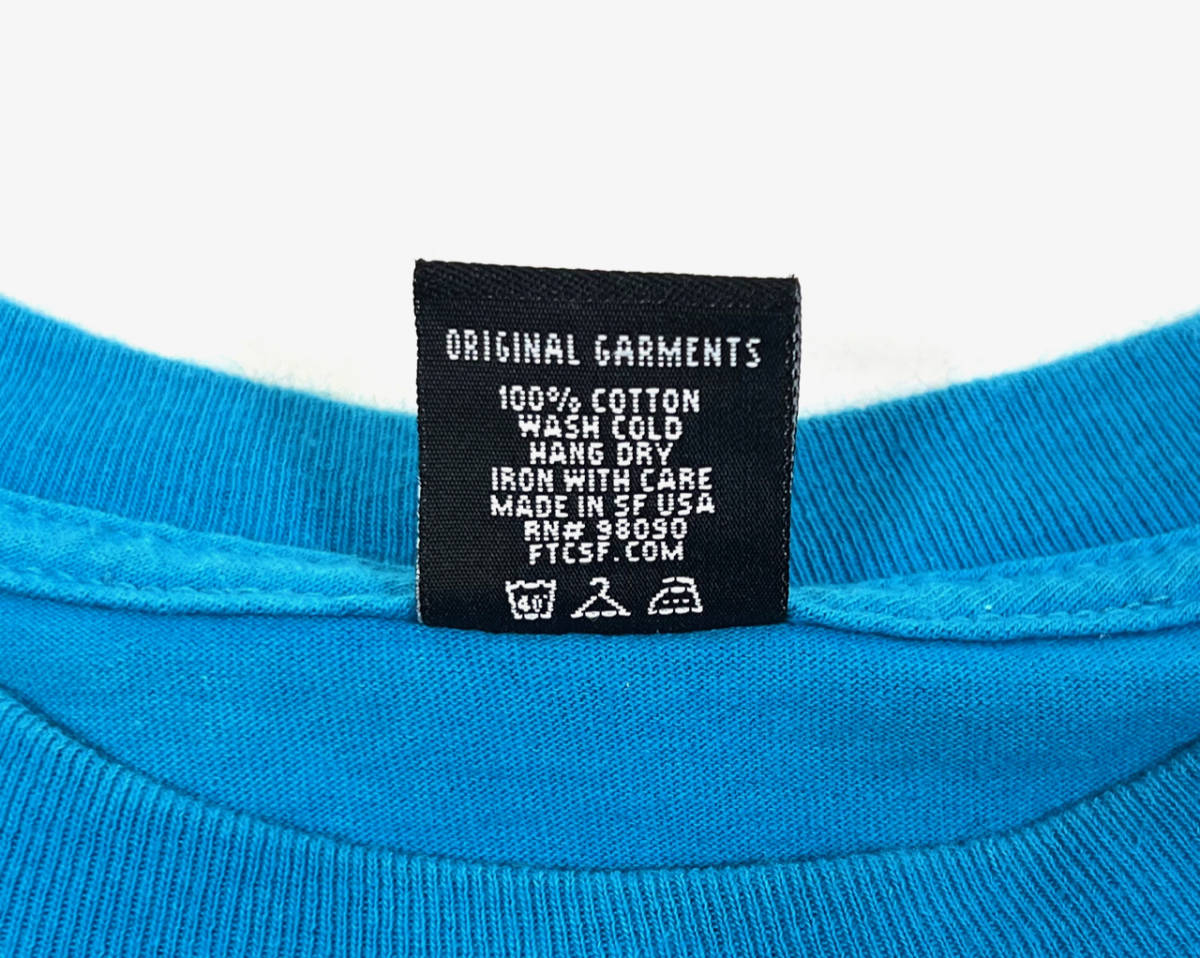 ORIGINAL GARMENTS
100% COTTON
WASH COLD
HANG DRY
IRON WITH CARE
MADE IN SF USA
RN# 98090
FTCSF.COM
40°